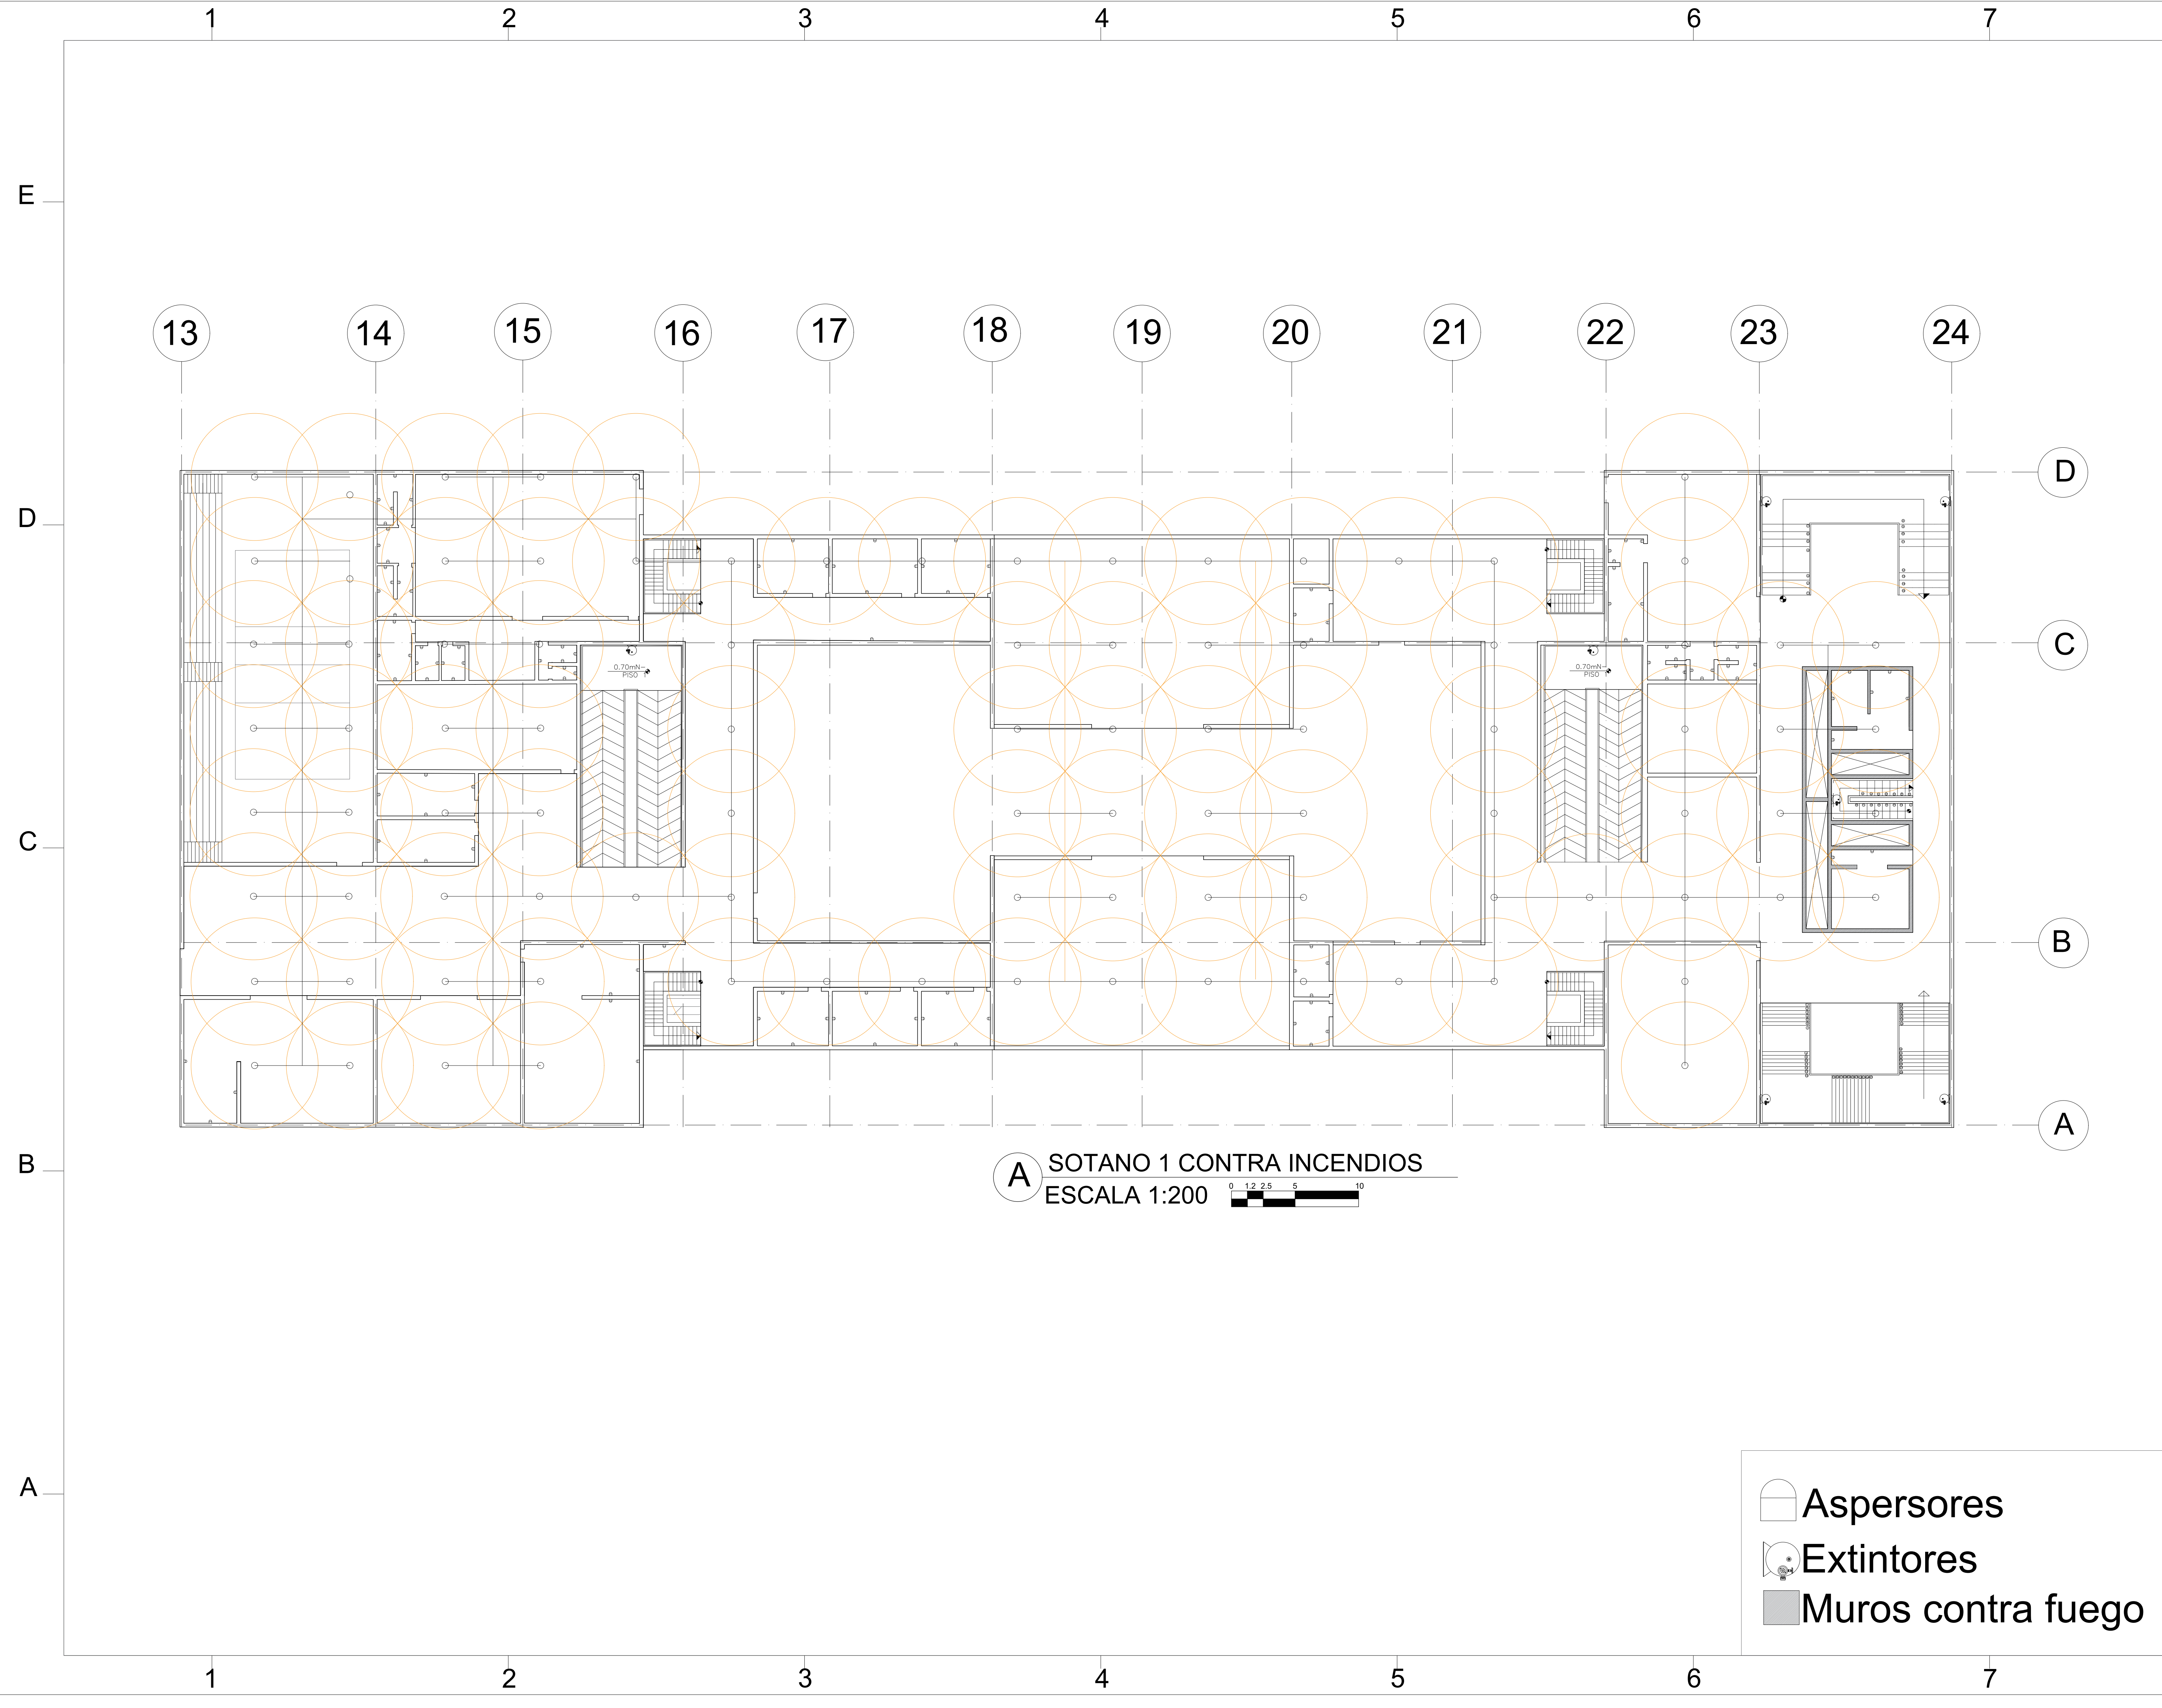 1 2 3 4 5 6 7
E
13 14 15 16 17 18 19 20 21 22 23 24
D
D
C
0.70mN-
PISO
0.70mN-
PISO
C
B
A
B
A SOTANO 1 CONTRA INCENDIOS
ESCALA 1:200
0 1.2 2.5 5 10
A
Aspersores
Extintores
Muros contra fuego
1 2 3 4 5 6 7